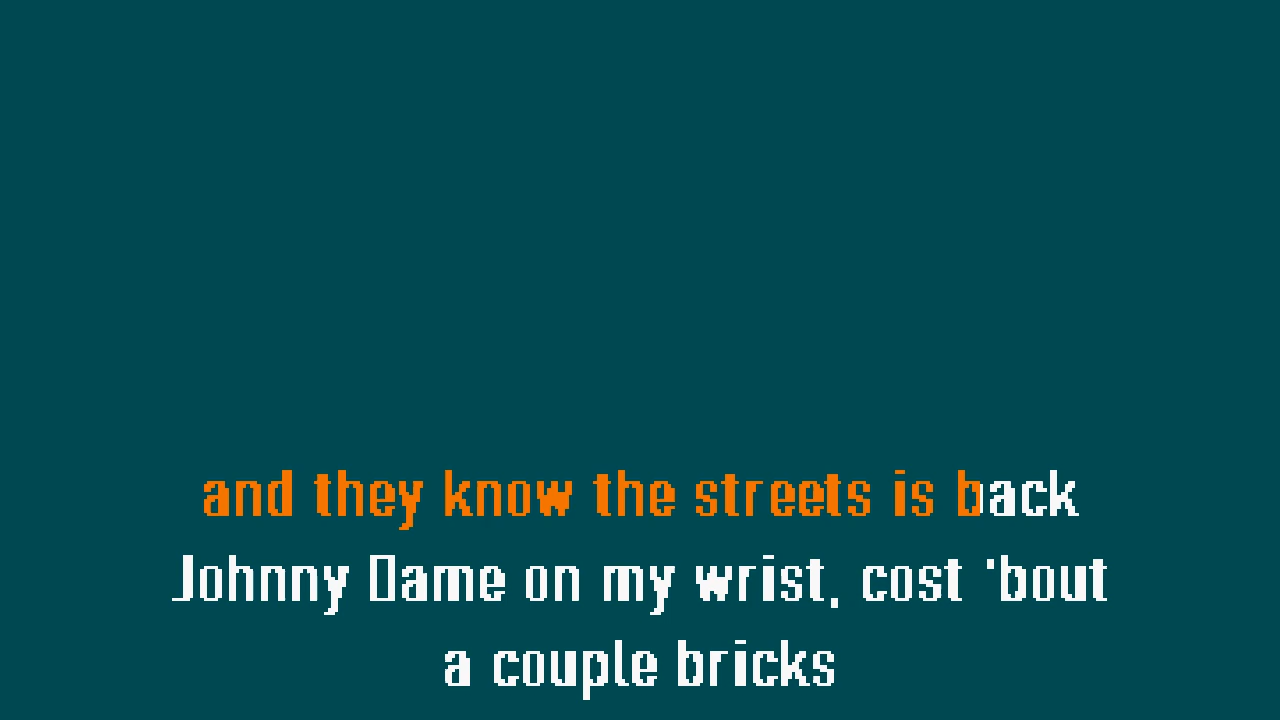 and they know the streets is back
Johnny Dame on my wrist, cost 'bout
a couple bricks